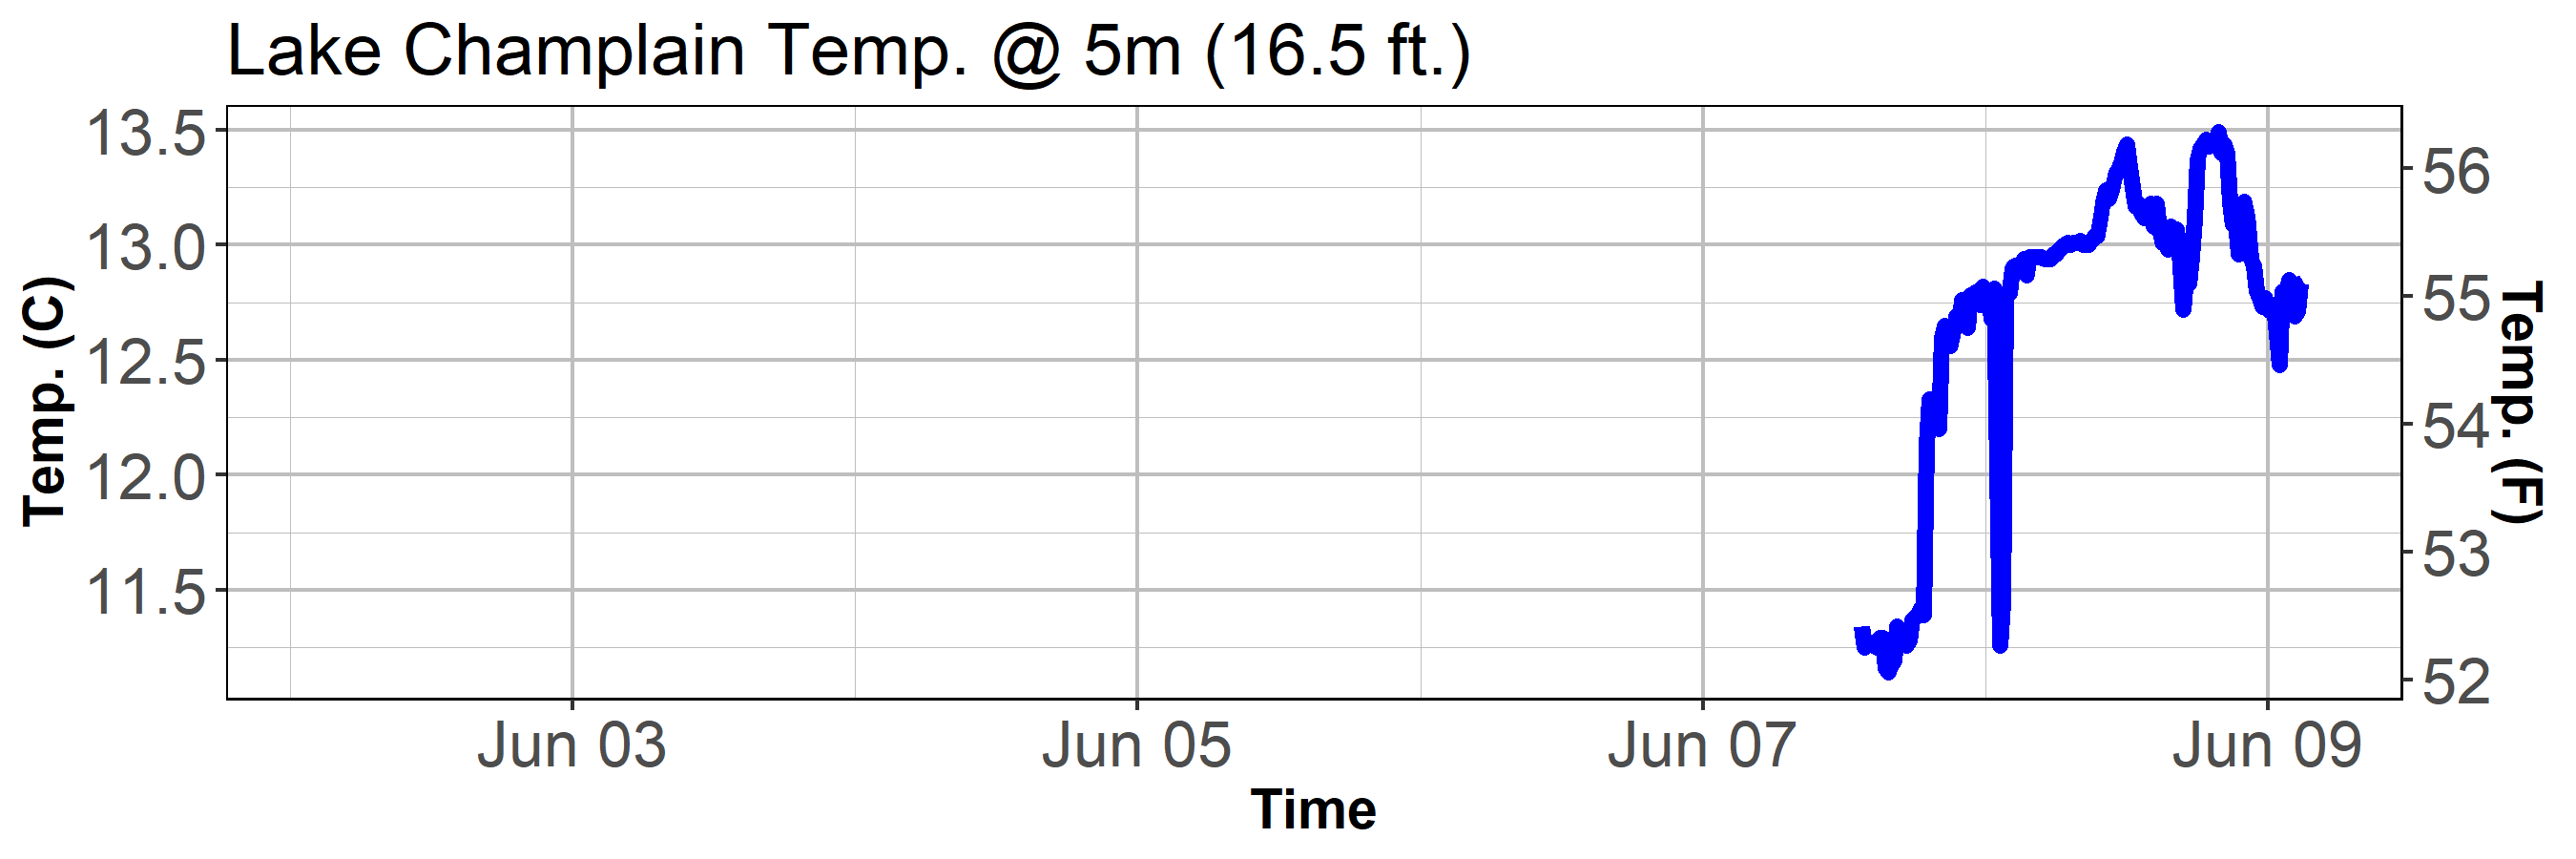 Lake Champlain Temp. @ 5m (16.5 ft.)
Temp. (C)
13.5
13.0
12.5
12.0
11.5
56
55
54
53
52
Temp. (F)
Jun 03
Jun 05
Jun 07
Jun 09
Time